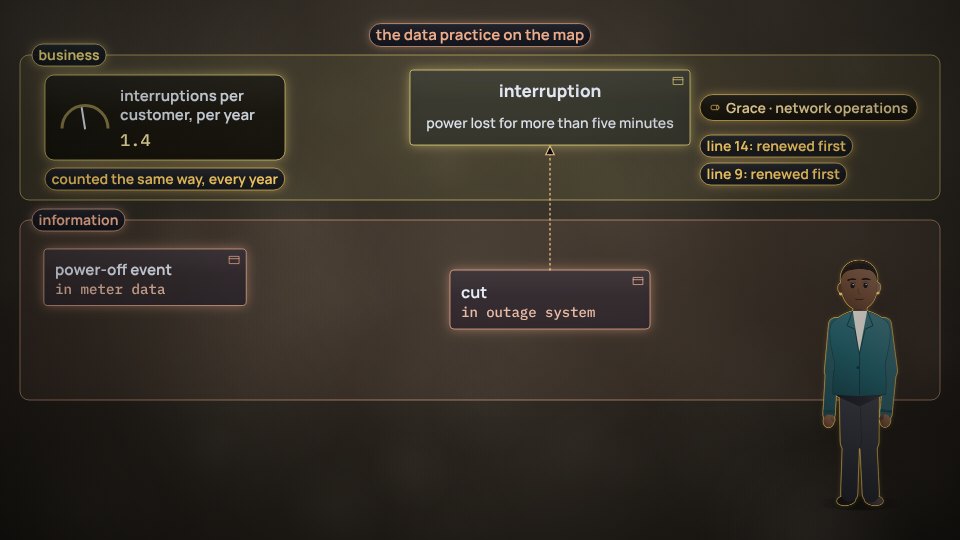 the data practice on the map
business
interruptions per
customer, per year
1.4
counted the same way, every year
interruption
power lost for more than five minutes
Grace · network operations
line 14: renewed first
line 9: renewed first
information
power-off event
in meter data
cut
in outage system